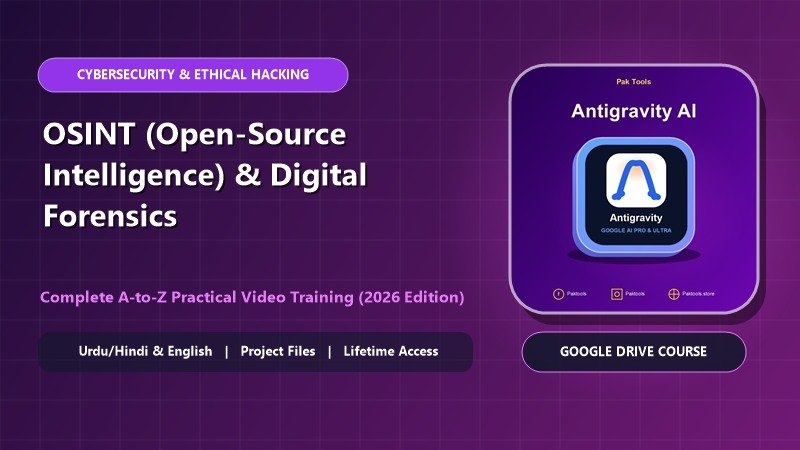 CYBERSECURITY & ETHICAL HACKING
OSINT (Open-Source
Intelligence) & Digital
Forensics
Complete A-to-Z Practical Video Training (2026 Edition)
Urdu/Hindi & English | Project Files | Lifetime Access
Pak Tools
Antigravity AI
Antigravity
GOOGLE AI PRO & ULTRA
Paktools Paktools Paktools.store
GOOGLE DRIVE COURSE